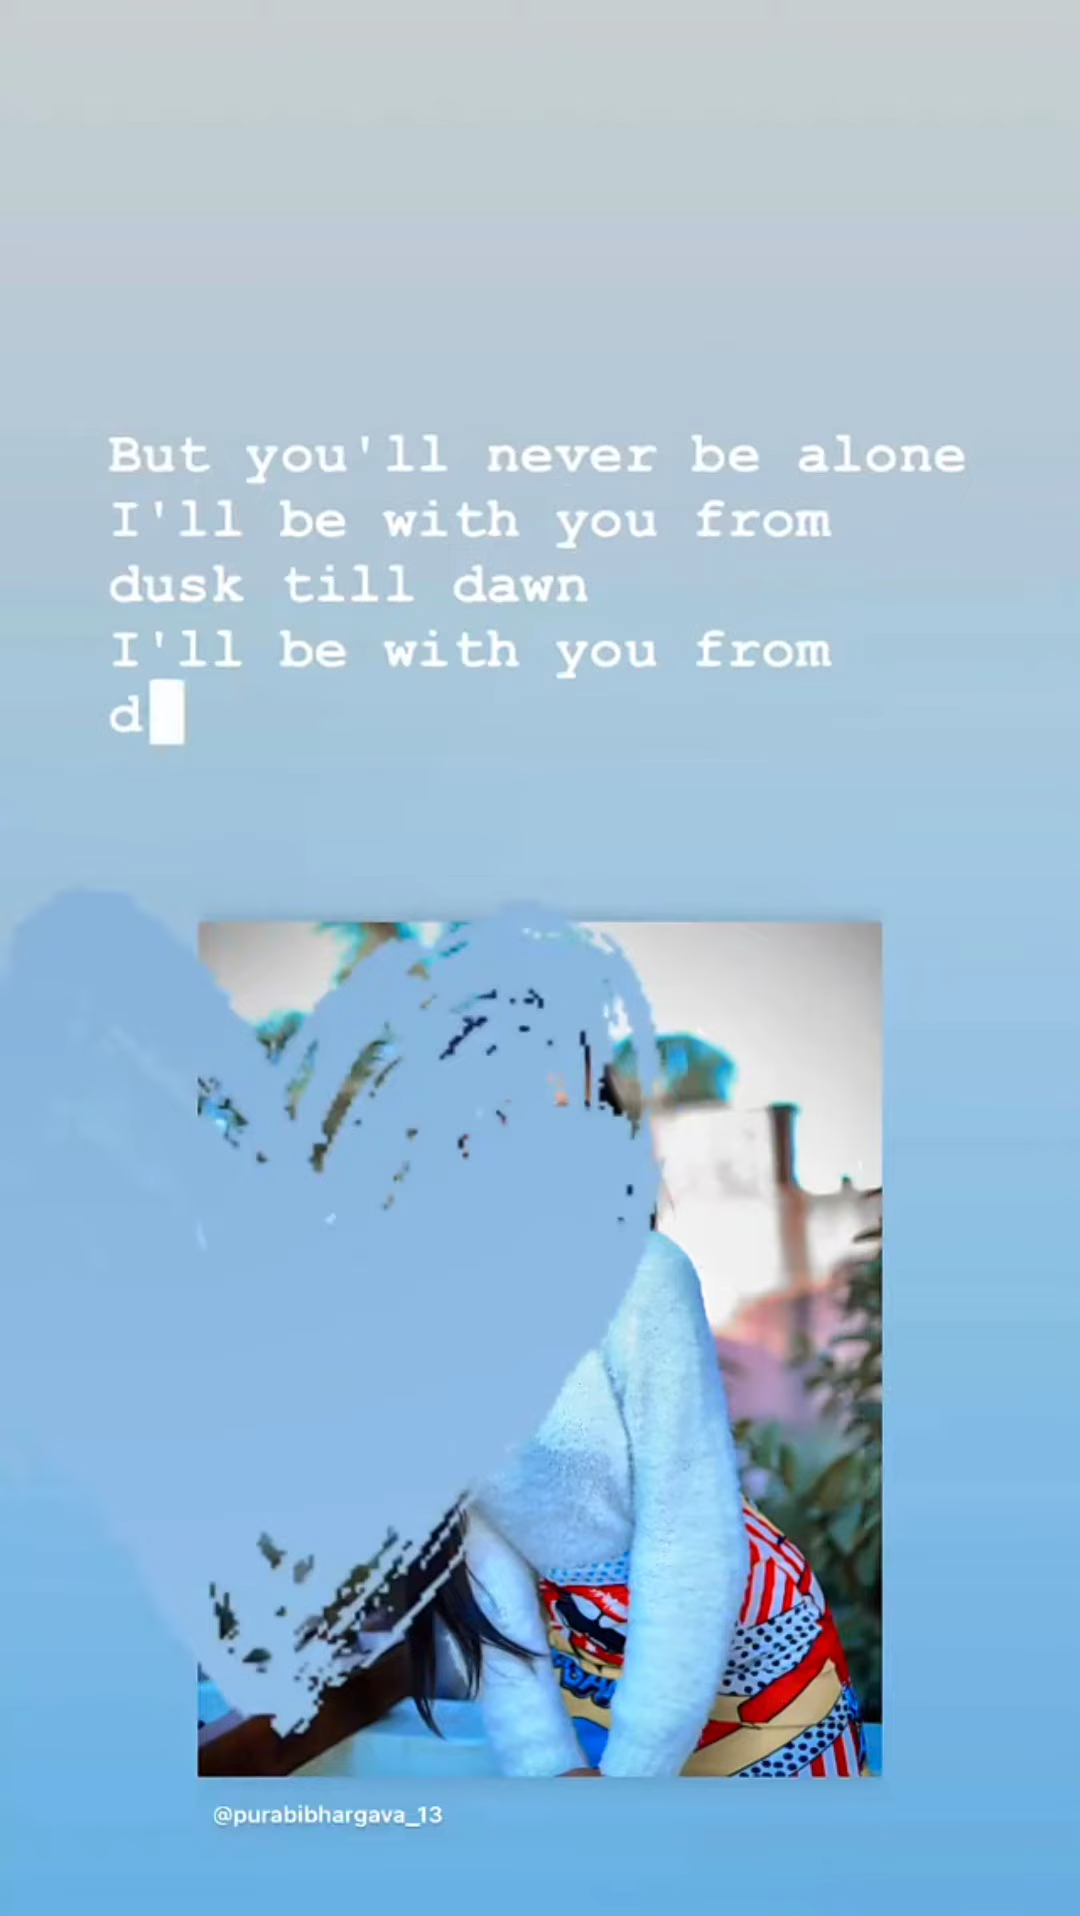 But you'll never be alone
I'll be with you from
dusk till dawn
I'll be with you from
d
@purabibhargava_13